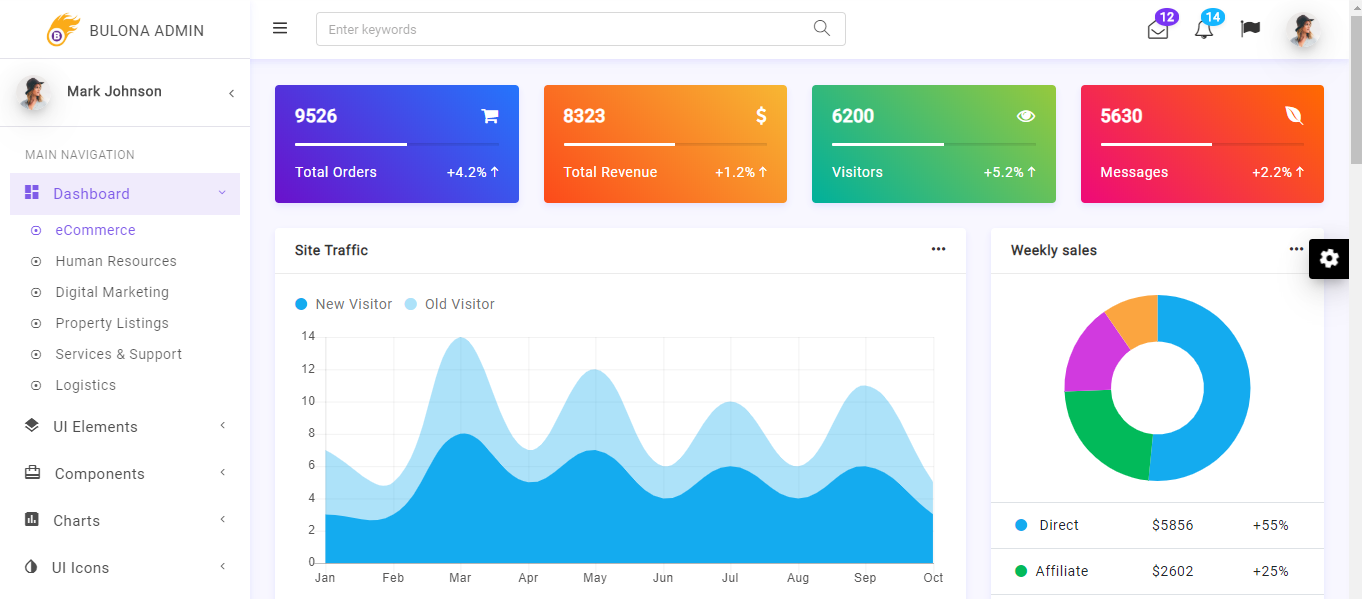 BULONA ADMIN
Enter keywords
12
14
Mark Johnson
MAIN NAVIGATION
Dashboard
eCommerce
Human Resources
Digital Marketing
Property Listings
Services & Support
Logistics
UI Elements
Components
Charts
UI Icons
9526
Total Orders +4.2%
8323 $
Total Revenue +1.2%
6200
Visitors +5.2%
5630
Messages +2.2%
Site Traffic
New Visitor Old Visitor
14
12
10
8
6
4
2
0
Jan Feb Mar Apr May Jun Jul Aug Sep Oct
Weekly sales
Direct $5856 +55%
Affiliate $2602 +25%